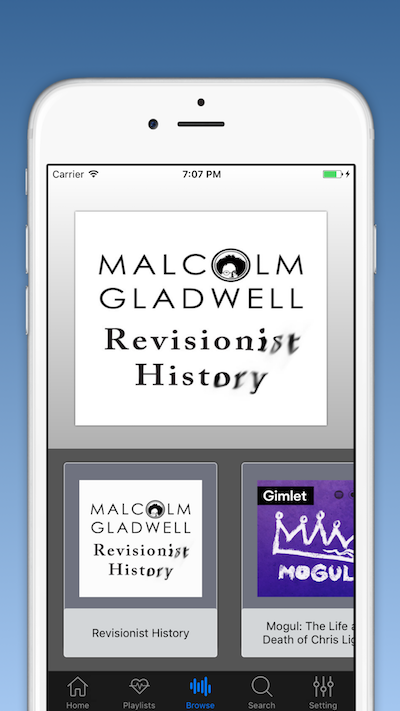 Carrier 7:07 PM
MALCOLM
GLADWELL
Revisionist
History
MALCOLM
GLADWELL
Revisionist
History
Revisionist History
Gimlet
MOGUL
Mogul: The Life a
Death of Chris Lig
Home Playlists Browse Search Setting